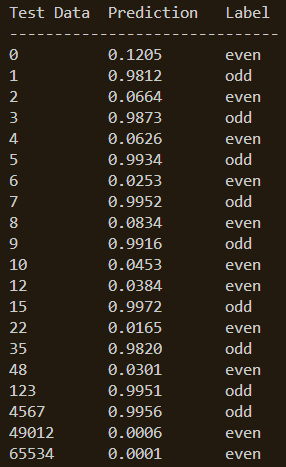 Test Data  Prediction   Label
-----------------------------------
0          0.1205       even
1          0.9812       odd
2          0.0664       even
3          0.9873       odd
4          0.0626       even
5          0.9934       odd
6          0.0253       even
7          0.9952       odd
8          0.0834       even
9          0.9916       odd
10         0.0453       even
12         0.0384       even
15         0.9972       odd
22         0.0165       even
35         0.9820       odd
48         0.0301       even
123        0.9951       odd
4567       0.9956       odd
49012      0.0006       even
65534      0.0001       even